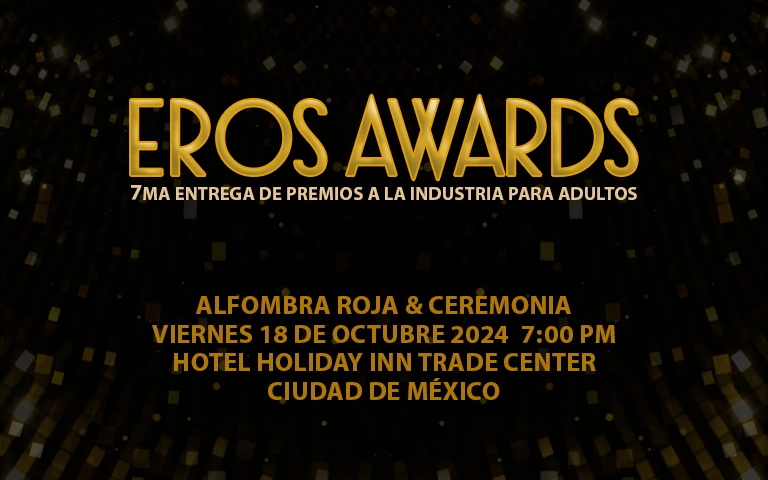 EROS AWARDS
7MA ENTREGA DE PREMIOS A LA INDUSTRIA PARA ADULTOS
ALFOMBRA ROJA & CEREMONIA
VIERNES 18 DE OCTUBRE 2024 7:00 PM
HOTEL HOLIDAY INN TRADE CENTER
CIUDAD DE MÉXICO